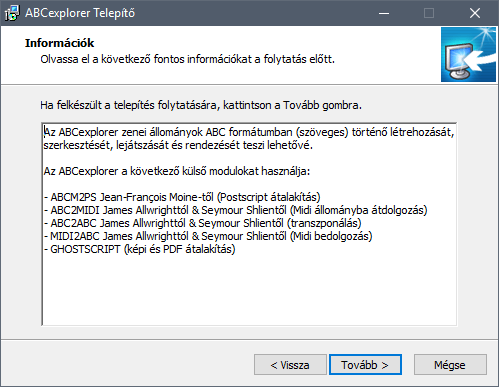 ABCexplorer Telepítő
Információk
Olvassa el a következő fontos információkat a folytatás előtt.
Ha felkészült a telepítés folytatására, kattintson a Tovább gombra.
Az ABCexplorer zenei állományok ABC formátumban (szöveges) történő létrehozását,
szerkesztését, lejátszását és rendezését teszi lehetővé.
Az ABCexplorer a következő külső modulokat használja:
- ABCM2PS Jean-François Moine-től (Postscript átalakítás)
- ABC2MIDI James Allwrighttól & Seymour Shlientől (Midi állományba átdolgozás)
- ABC2ABC James Allwrighttól & Seymour Shlientől (transzponálás)
- MIDI2ABC James Allwrighttól & Seymour Shlientől (Midi bedolgozás)
- GHOSTSCRIPT (képi és PDF átalakítás)
< Vissza
Tovább >
Mégse